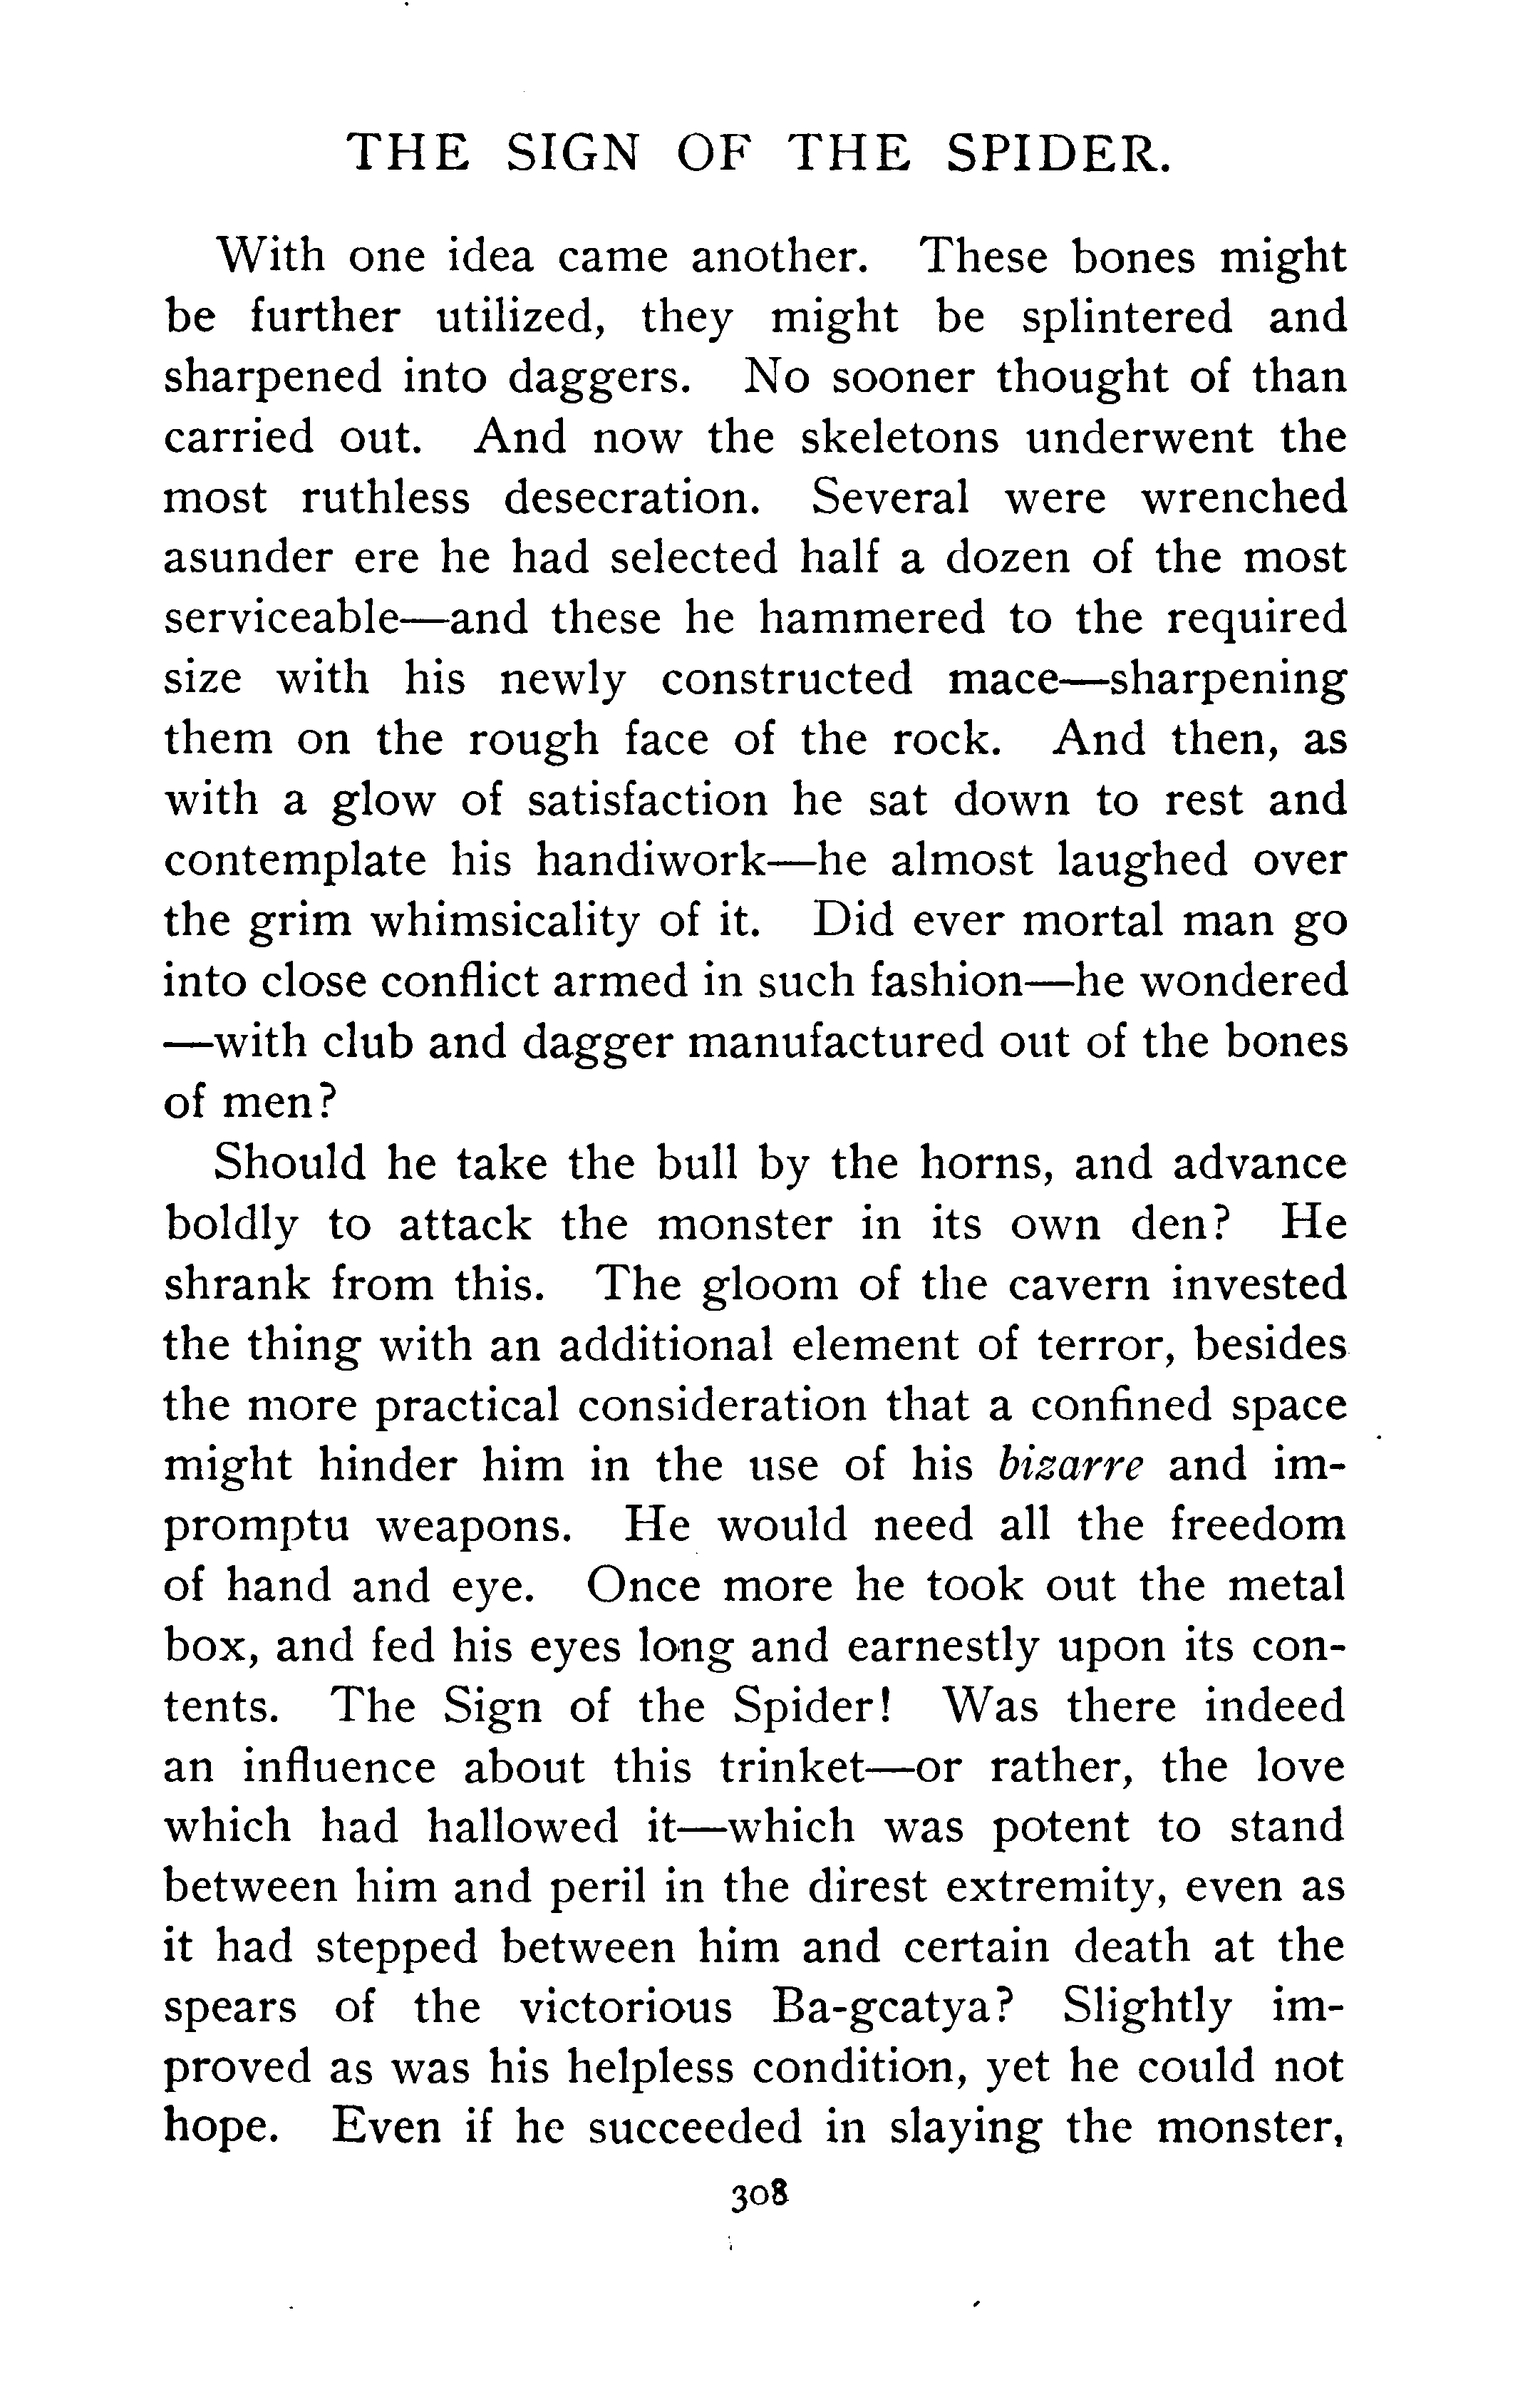 THE SIGN OF THE SPIDER.
With one idea came another. These bones might
be further utilized, they might be splintered and
sharpened into daggers. No sooner thought of than
carried out. And now the skeletons underwent the
most ruthless desecration. Several were wrenched
asunder ere he had selected half a dozen of the most
serviceable—and these he hammered to the required
size with his newly constructed mace—sharpening
them on the rough face of the rock. And then, as
with a glow of satisfaction he sat down to rest and
contemplate his handiwork—he almost laughed over
the grim whimsicality of it. Did ever mortal man go
into close conflict armed in such fashion—he wondered
—with club and dagger manufactured out of the bones
of men?
Should he take the bull by the horns, and advance
boldly to attack the monster in its own den? He
shrank from this. The gloom of the cavern invested
the thing with an additional element of terror, besides
the more practical consideration that a confined space
might hinder him in the use of his bizarre and im-
promptu weapons. He would need all the freedom
of hand and eye. Once more he took out the metal
box, and fed his eyes long and earnestly upon its con-
tents. The Sign of the Spider! Was there indeed
an influence about this trinket—or rather, the love
which had hallowed it—which was potent to stand
between him and peril in the direst extremity, even as
it had stepped between him and certain death at the
spears of the victorious Ba-gcatya? Slightly im-
proved as was his helpless condition, yet he could not
hope. Even if he succeeded in slaying the monster,
308